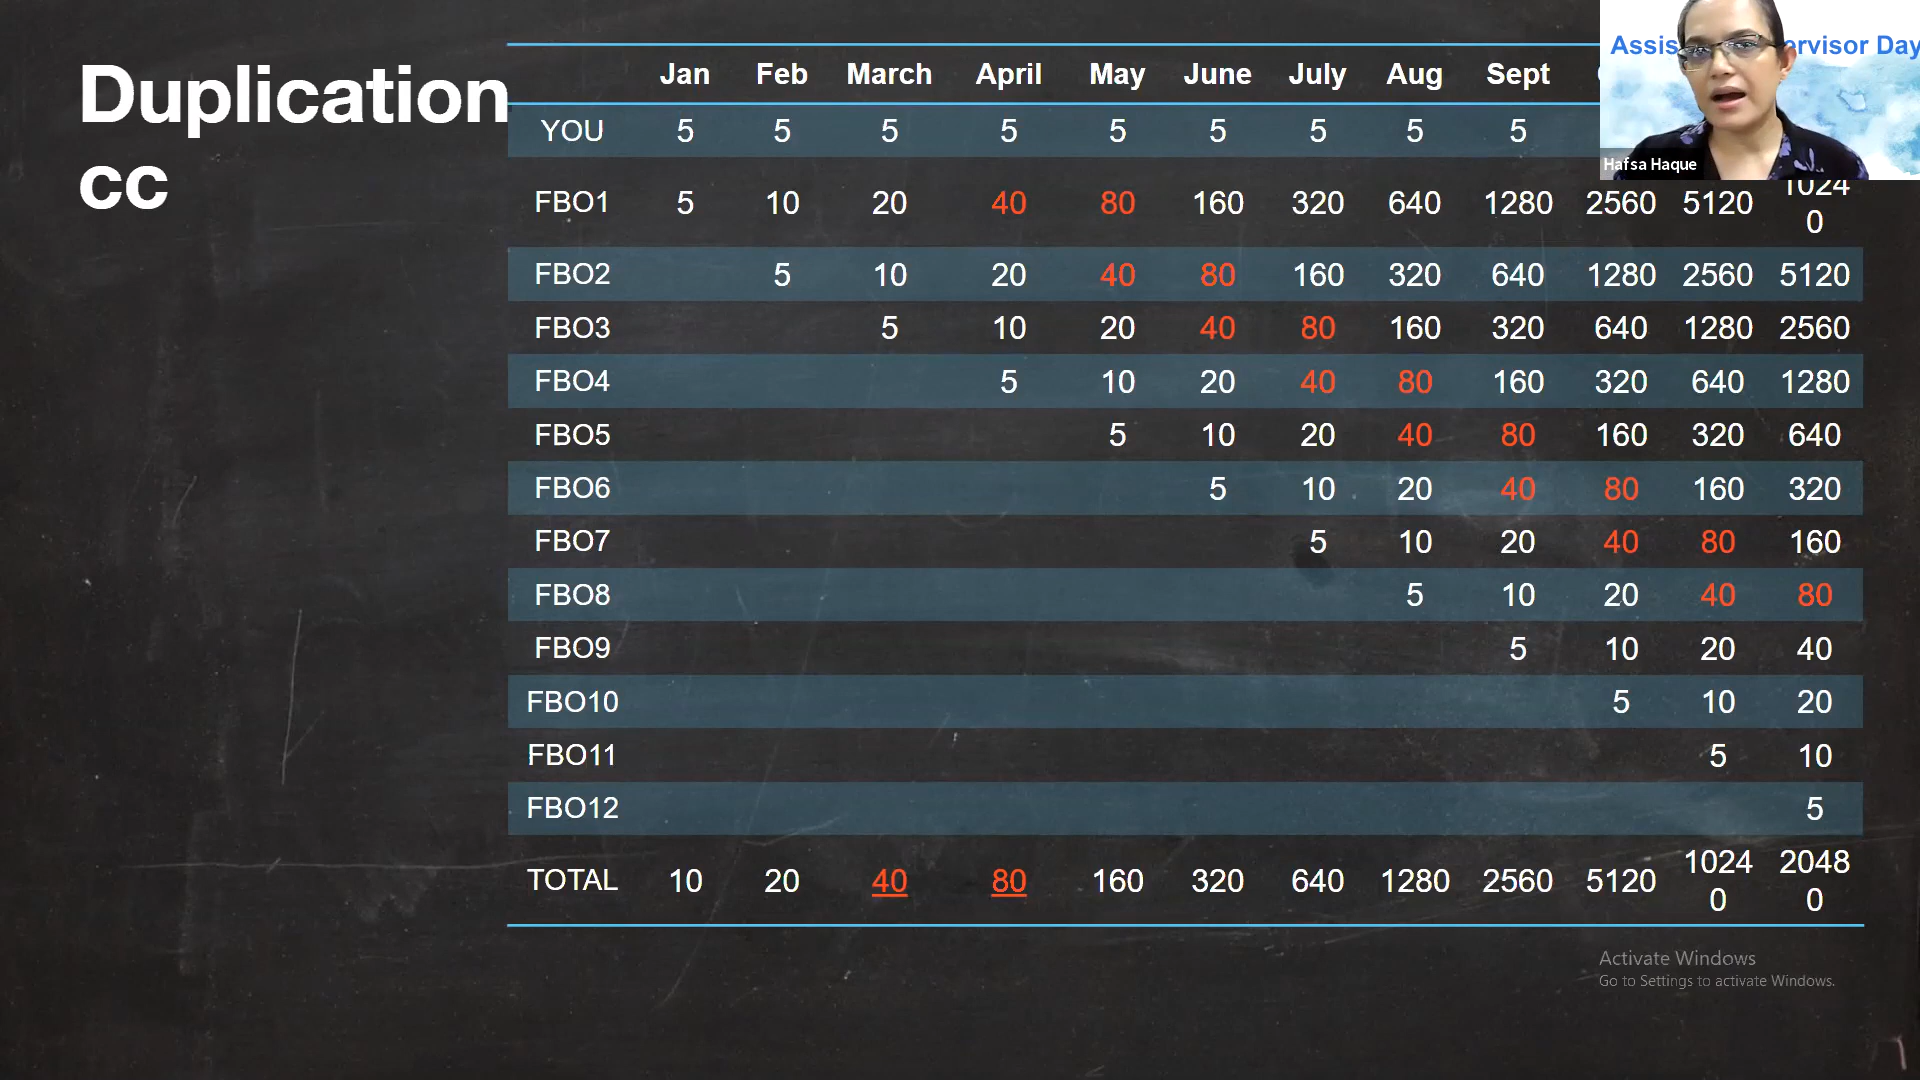 Duplication
cc
Jan Feb March April May June July Aug Sept
YOU 5 5 5 5 5 5 5 5 5
FBO1 5 10 20 40 80 160 320 640 1280 2560 5120 1024
0
FBO2 5 10 20 40 80 160 320 640 1280 2560 5120
FBO3 5 10 20 40 80 160 320 640 1280 2560
FBO4 5 10 20 40 80 160 320 640 1280
FBO5 5 10 20 40 80 160 320 640
FBO6 5 10 20 40 80 160 320
FBO7 5 10 20 40 80 160
FBO8 5 10 20 40 80
FBO9 5 10 20 40
FBO10 5 10 20
FBO11 5 10
FBO12 5
TOTAL 10 20 40 80 160 320 640 1280 2560 5120 1024 2048
0 0
Day
Hafsa Haque
Activate Windows
Go to Settings to activate Windows.